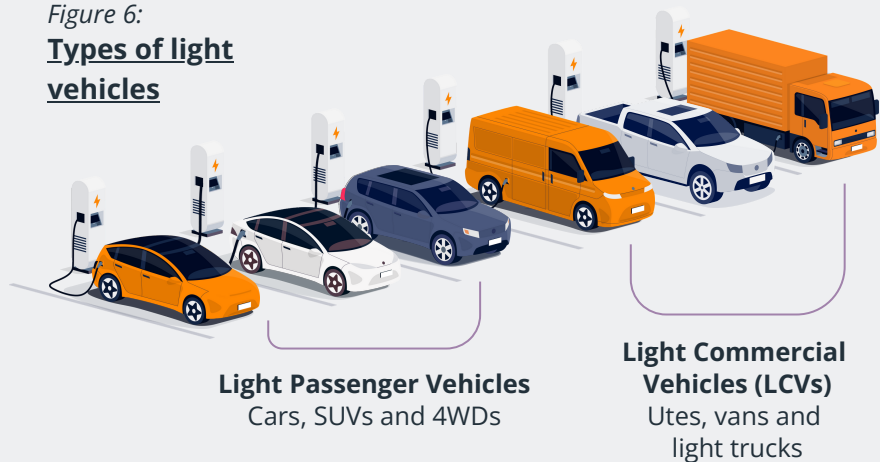 Figure 6:
Types of light
vehicles
Light Passenger Vehicles
Cars, SUVs and 4WDs
Light Commercial
Vehicles (LCVs)
Utes, vans and
light trucks